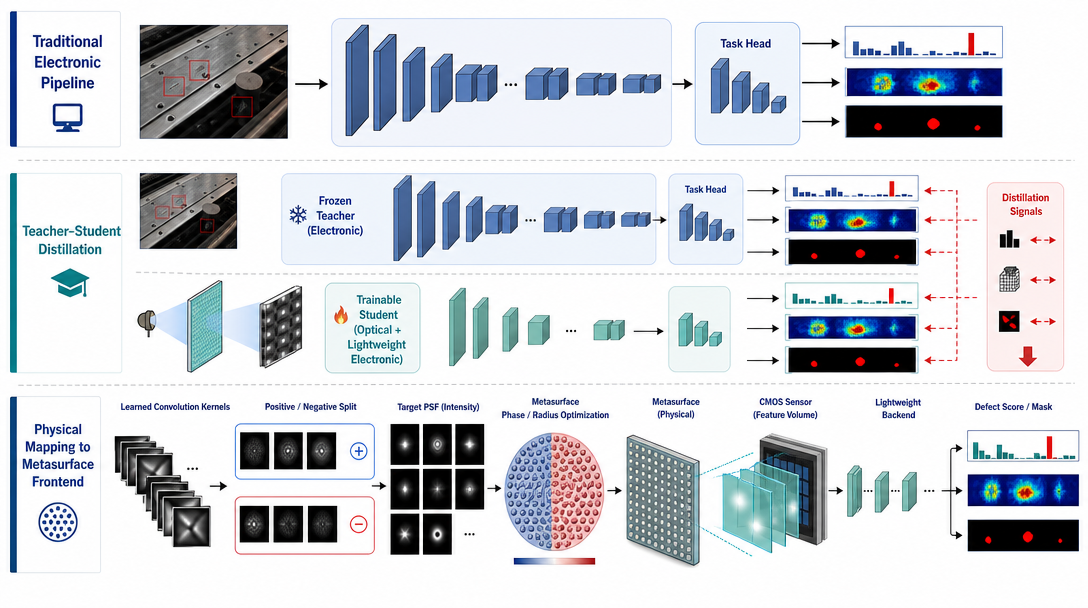 Traditional
Electronic
Pipeline
Task Head
Teacher–Student
Distillation
Frozen
Teacher
(Electronic)
Task Head
Distillation
Signals
Trainable
Student
(Optical +
Lightweight
Electronic)
Physical
Mapping to
Metasurface
Frontend
Learned Convolution Kernels
Positive / Negative Split
Target PSF (Intensity)
Metasurface
Phase / Radius Optimization
Metasurface
(Physical)
CMOS Sensor
(Feature Volume)
Lightweight
Backend
Defect Score / Mask